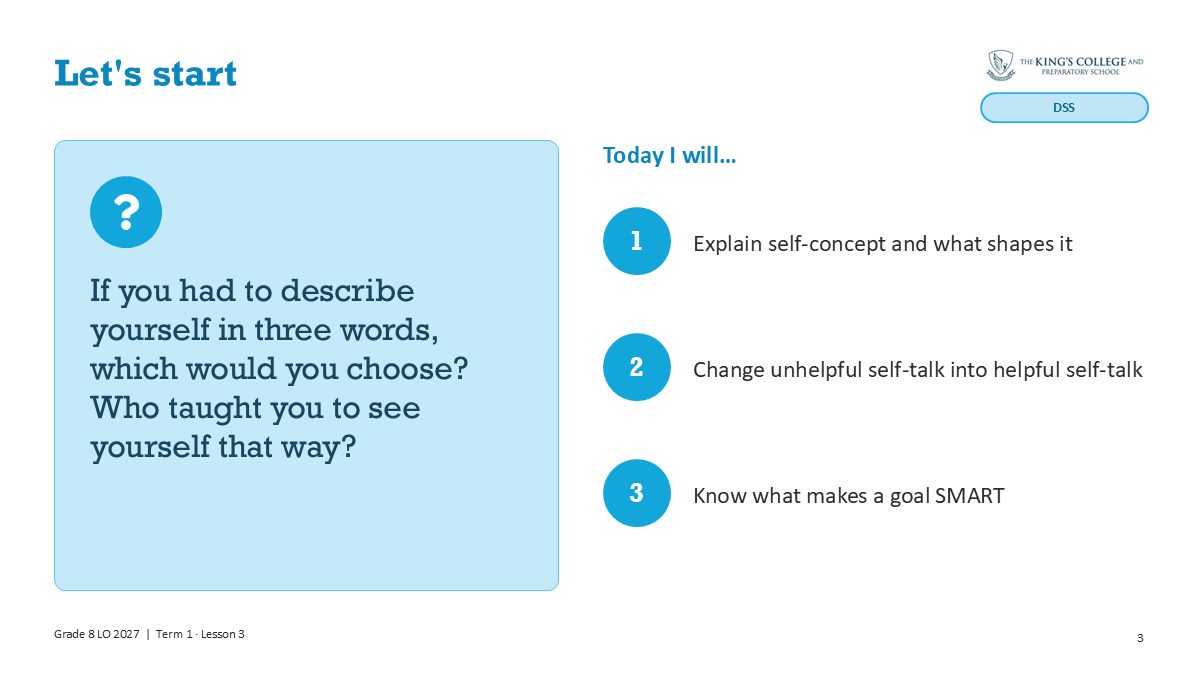 Let's start
THE KING'S COLLEGE AND
PREPARATORY SCHOOL
DSS
?
If you had to describe
yourself in three words,
which would you choose?
Who taught you to see
yourself that way?
Today I will...
1
Explain self-concept and what shapes it
2
Change unhelpful self-talk into helpful self-talk
3
Know what makes a goal SMART
Grade 8 LO 2027 | Term 1 · Lesson 3
3